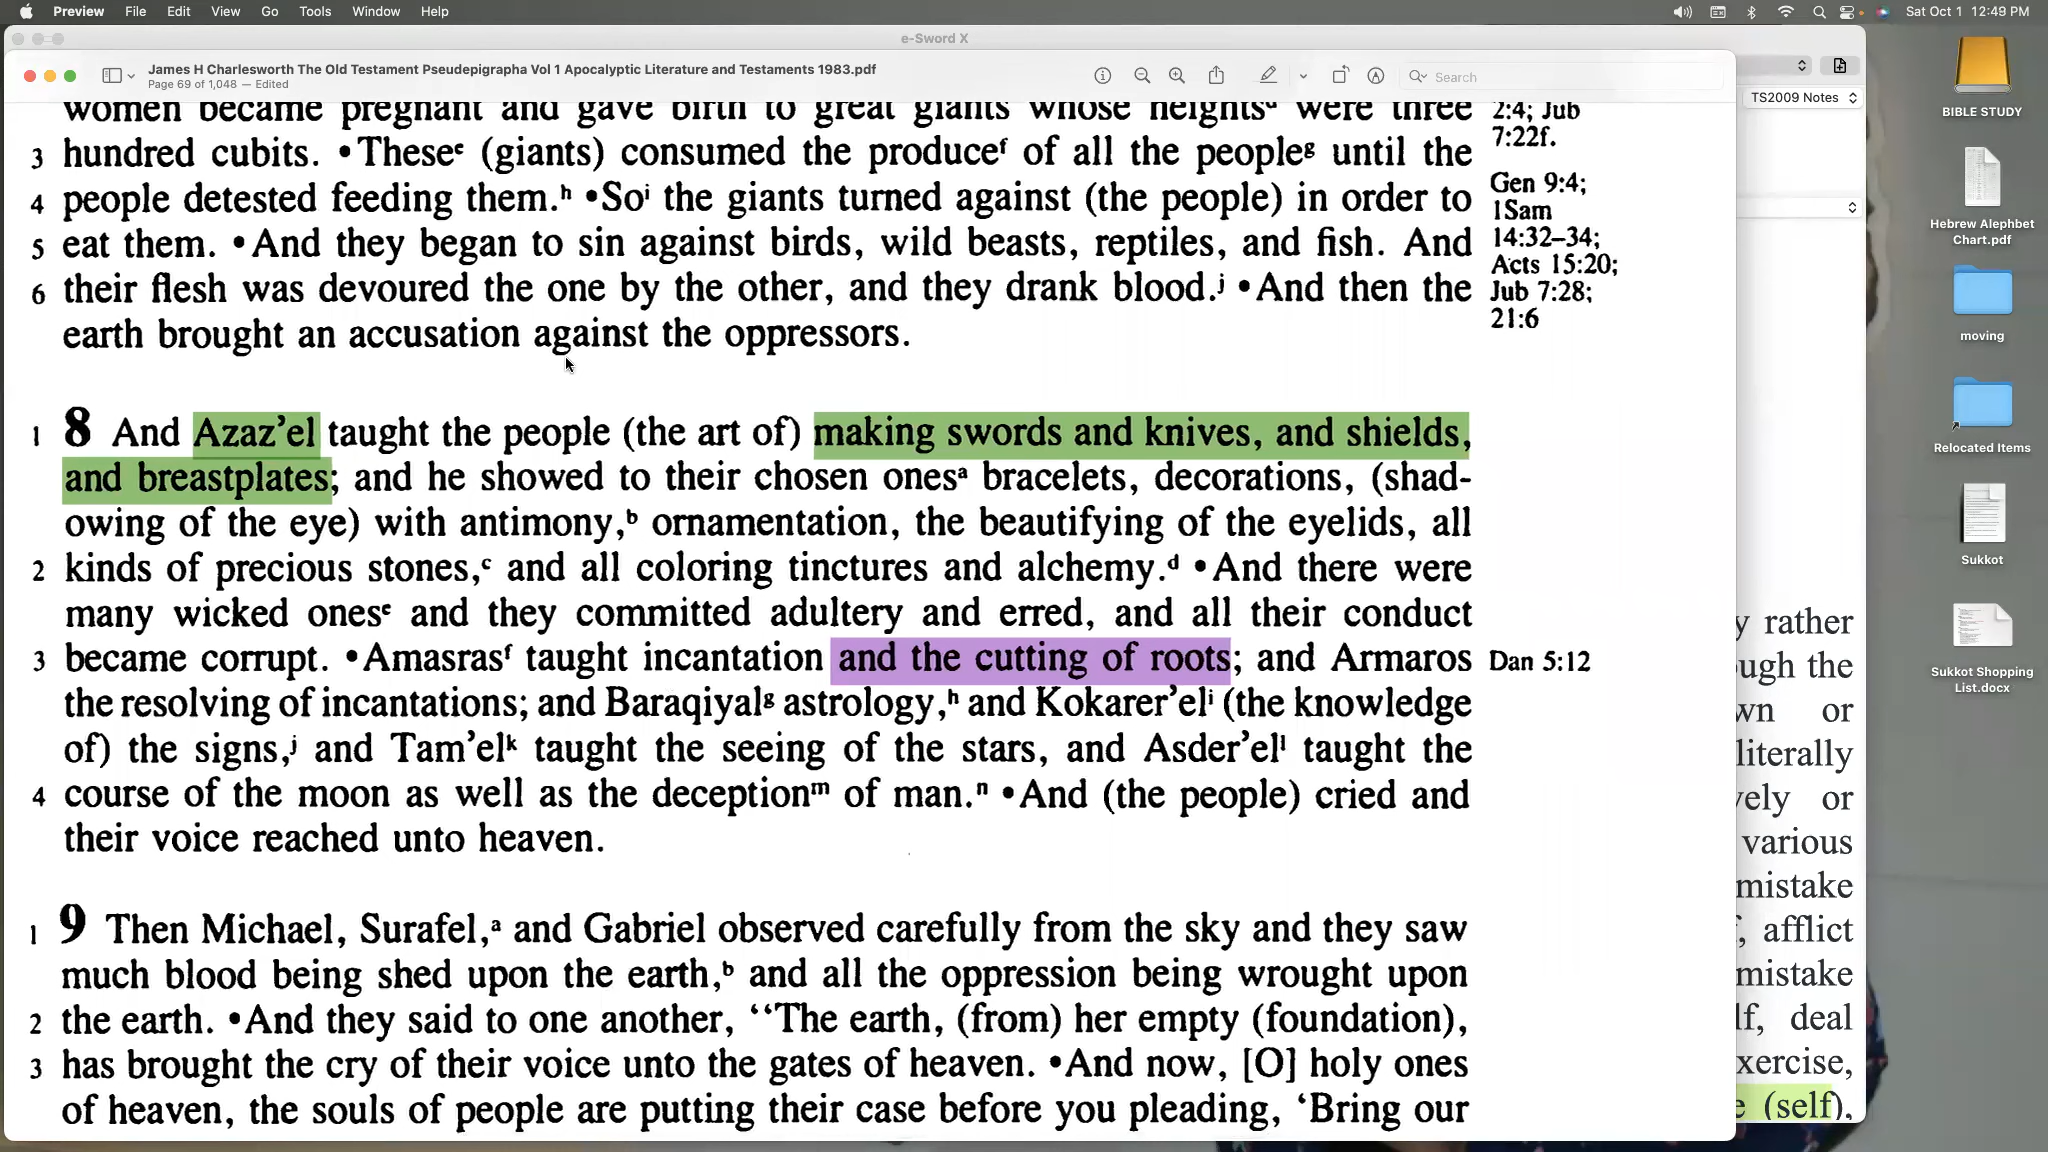 Preview File Edit View Go Tools Window Help Sat Oct 1 12:49 PM
e-Sword X
James H Charlesworth The Old Testament Pseudepigrapha Vol 1 Apocalyptic Literature and Testaments 1983.pdf
Page 69 of 1,048 — Edited
Search
TS2009 Notes
BIBLE STUDY
Hebrew Alephbet
Chart.pdf
moving
Relocated Items
Sukkot
Sukkot Shopping
List.docx
women became pregnant and gave birth to great giants whose heightsᵈ were three
3 hundred cubits. •Theseᵉ (giants) consumed the produceᶠ of all the peopleᵍ until the
4 people detested feeding them.ʰ •Soⁱ the giants turned against (the people) in order to
5 eat them. •And they began to sin against birds, wild beasts, reptiles, and fish. And
6 their flesh was devoured the one by the other, and they drank blood.ʲ •And then the
earth brought an accusation against the oppressors.
2:4; Jub
7:22f.
Gen 9:4;
1Sam
14:32–34;
Acts 15:20;
Jub 7:28;
21:6
1 8 And Azaz’el taught the people (the art of) making swords and knives, and shields,
and breastplates; and he showed to their chosen onesᵃ bracelets, decorations, (shad-
owing of the eye) with antimony,ᵇ ornamentation, the beautifying of the eyelids, all
2 kinds of precious stones,ᶜ and all coloring tinctures and alchemy.ᵈ •And there were
many wicked onesᵉ and they committed adultery and erred, and all their conduct
3 became corrupt. •Amasrasᶠ taught incantation and the cutting of roots; and Armaros
the resolving of incantations; and Baraqiyalᵍ astrology,ʰ and Kokarer’elⁱ (the knowledge
of) the signs,ʲ and Tam’elᵏ taught the seeing of the stars, and Asder’elˡ taught the
4 course of the moon as well as the deceptionᵐ of man.ⁿ •And (the people) cried and
their voice reached unto heaven.
Dan 5:12
1 9 Then Michael, Surafel,ᵃ and Gabriel observed carefully from the sky and they saw
much blood being shed upon the earth,ᵇ and all the oppression being wrought upon
2 the earth. •And they said to one another, “The earth, (from) her empty (foundation),
3 has brought the cry of their voice unto the gates of heaven. •And now, [O] holy ones
of heaven, the souls of people are putting their case before you pleading, ‘Bring our
y rather
ough the
wn or
literally
vely or
various
mistake
f, afflict
mistake
lf, deal
xercise,
e (self),